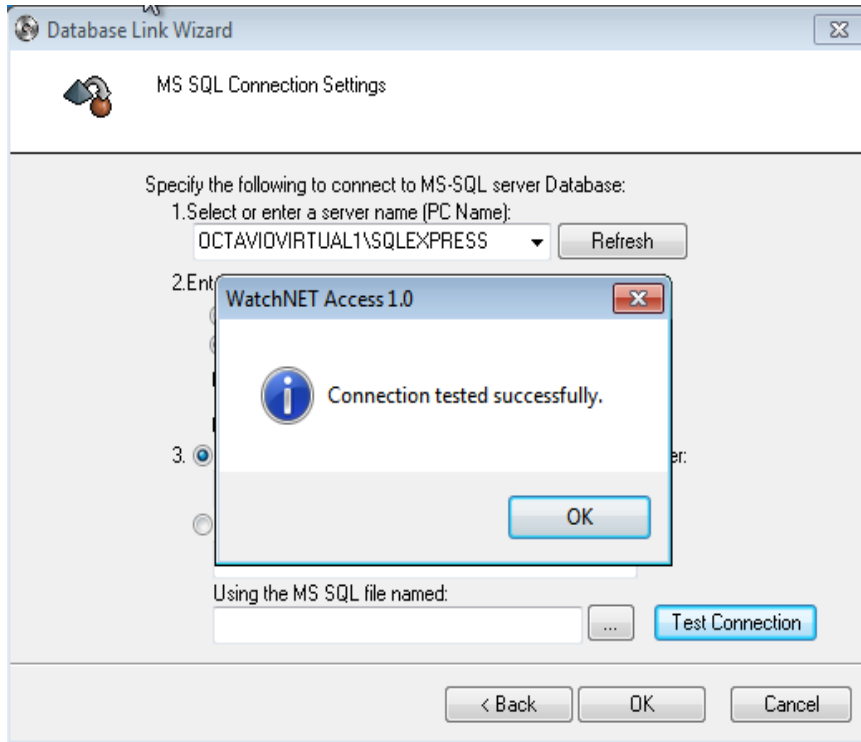 Database Link Wizard
MS SQL Connection Settings
Specify the following to connect to MS-SQL server Database:
1.Select or enter a server name (PC Name):
OCTAVIOVIRTUAL1\SQLEXPRESS
Refresh
2.Ent
WatchNET Access 1.0
Connection tested successfully.
3.
er:
OK
Using the MS SQL file named:
...
Test Connection
< Back
OK
Cancel